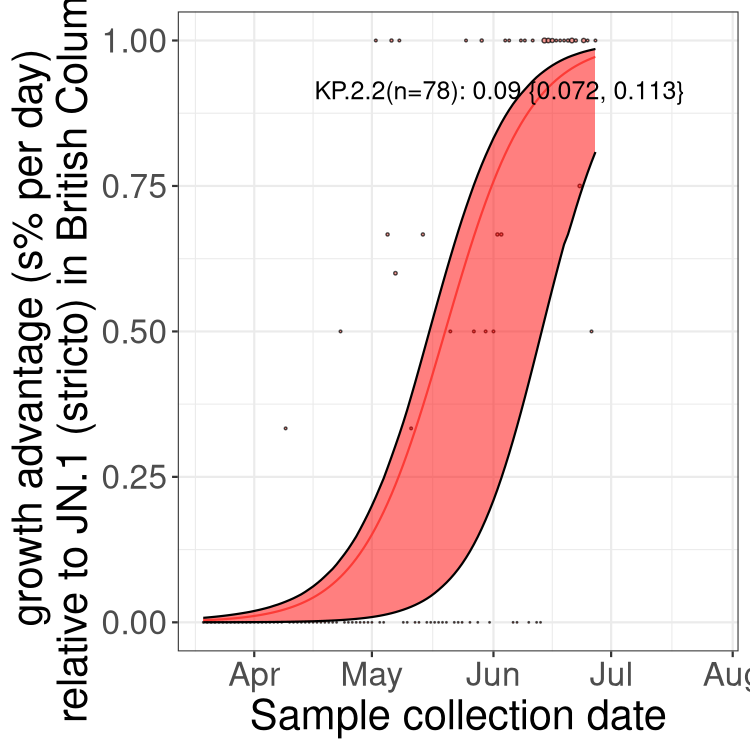 growth advantage (s% per day)
relative to JN.1 (stricto) in British Colum
1.00
0.75
0.50
0.25
0.00
KP.2.2(n=78): 0.09 {0.072, 0.113}
Apr May Jun Jul Aug
Sample collection date